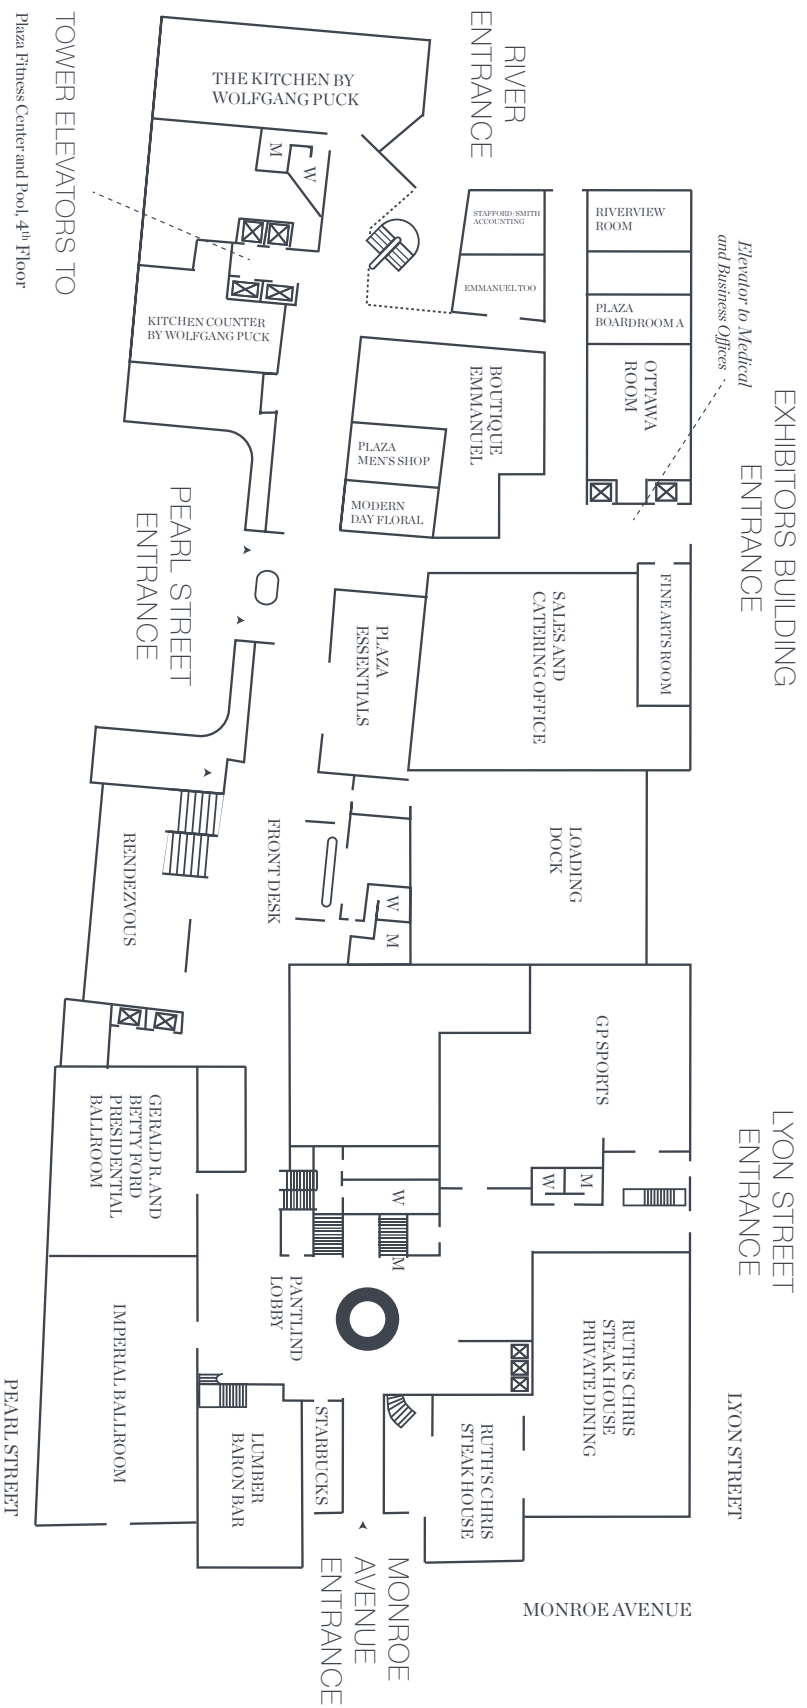 TOWER ELEVATORS TO
Plaza Fitness Center and Pool, 4th Floor
THE KITCHEN BY
WOLFGANG PUCK
RIVER
ENTRANCE
M
W
STAFFORD/SMITH
ACCOUNTING
EMMANUEL TOO
RIVERVIEW
ROOM
PLAZA
BOARDROOM A
OTTAWA
ROOM
Elevator to Medical
and Business Offices
EXHIBITORS BUILDING
ENTRANCE
KITCHEN COUNTER
BY WOLFGANG PUCK
BOUTIQUE
EMMANUEL
PLAZA
MEN'S SHOP
MODERN
DAY FLORAL
PEARL STREET
ENTRANCE
PLAZA
ESSENTIALS
SALES AND
CATERING OFFICE
FINE ARTS ROOM
LOADING
DOCK
FRONT DESK
W
M
RENDEZVOUS
GP SPORTS
LYON STREET
ENTRANCE
GERALD R. AND
BETTY FORD
PRESIDENTIAL
BALLROOM
W
M
W
M
PANTLIND
LOBBY
IMPERIAL BALLROOM
RUTH'S CHRIS
STEAK HOUSE
PRIVATE DINING
LYON STREET
PEARL STREET
LUMBER
BARON BAR
STARBUCKS
RUTH'S CHRIS
STEAK HOUSE
MONROE
AVENUE
ENTRANCE
MONROE AVENUE